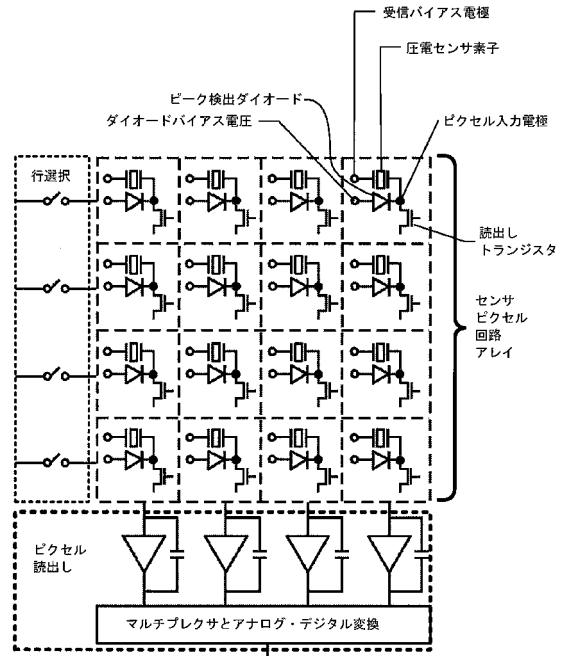 受信バイアス電極
圧電センサ素子
ピーク検出ダイオード
ダイオードバイアス電圧
ピクセル入力電極
行選択
読出し
トランジスタ
センサ
ピクセル
回路
アレイ
ピクセル
読出し
マルチプレクサとアナログ・デジタル変換